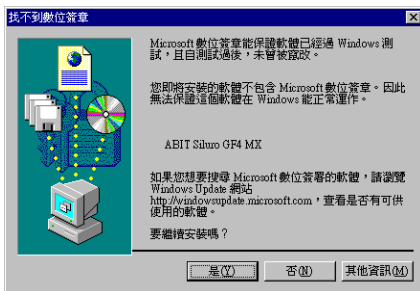 找不到數位簽章
Microsoft 數位簽章能保證軟體已經過 Windows 測
試，且自測試過後，未曾被竄改。
您即將安裝的軟體不包含 Microsoft 數位簽章。因此
無法保證這個軟體在 Windows 能正常運作。
ABIT Siluro GF4 MX
如果您想要搜尋 Microsoft 數位簽署的軟體，請瀏覽
Windows Update 網站
http://windowsupdate.microsoft.com，查看是否有可供
使用的軟體。
要繼續安裝嗎？
是(Y)
否(N)
其他資訊(M)